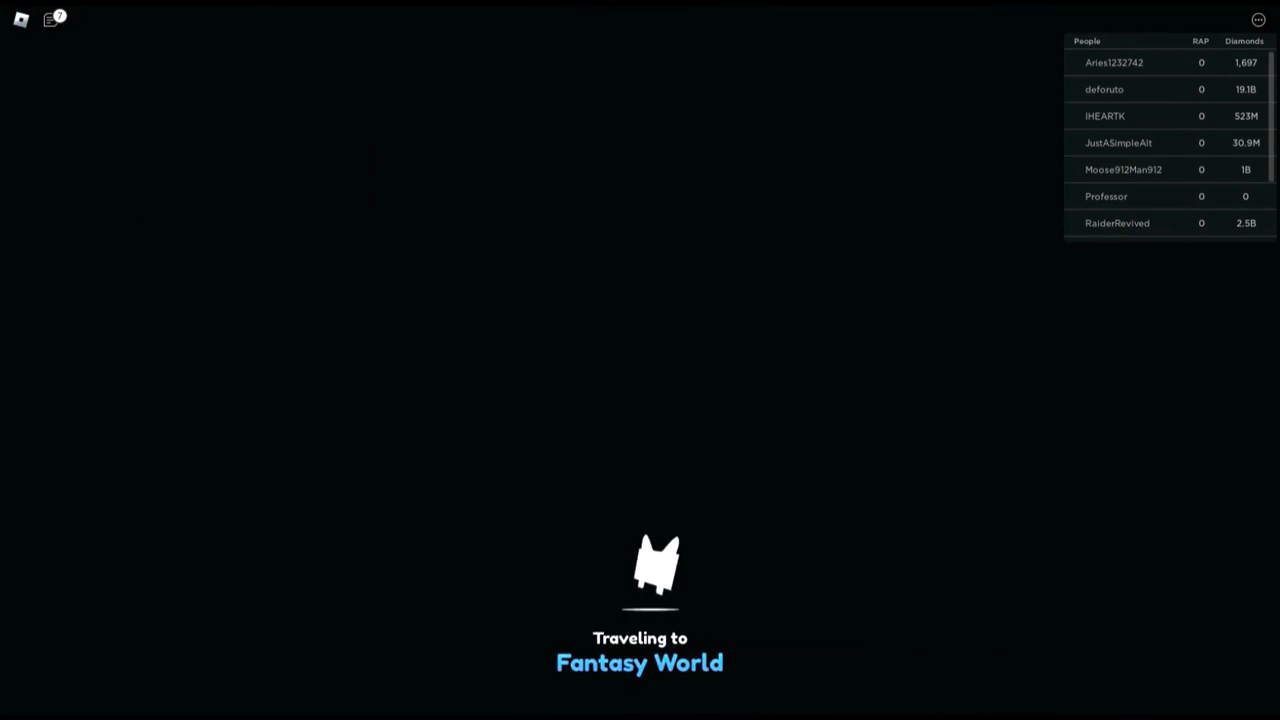 7
People RAP Diamonds
Aries1232742 0 1,697
deforuto 0 19.1B
IHEARTK 0 523M
JustASimpleAlt 0 30.9M
Moose912Man912 0 1B
Professor 0 0
RaiderRevived 0 2.5B
Traveling to
Fantasy World